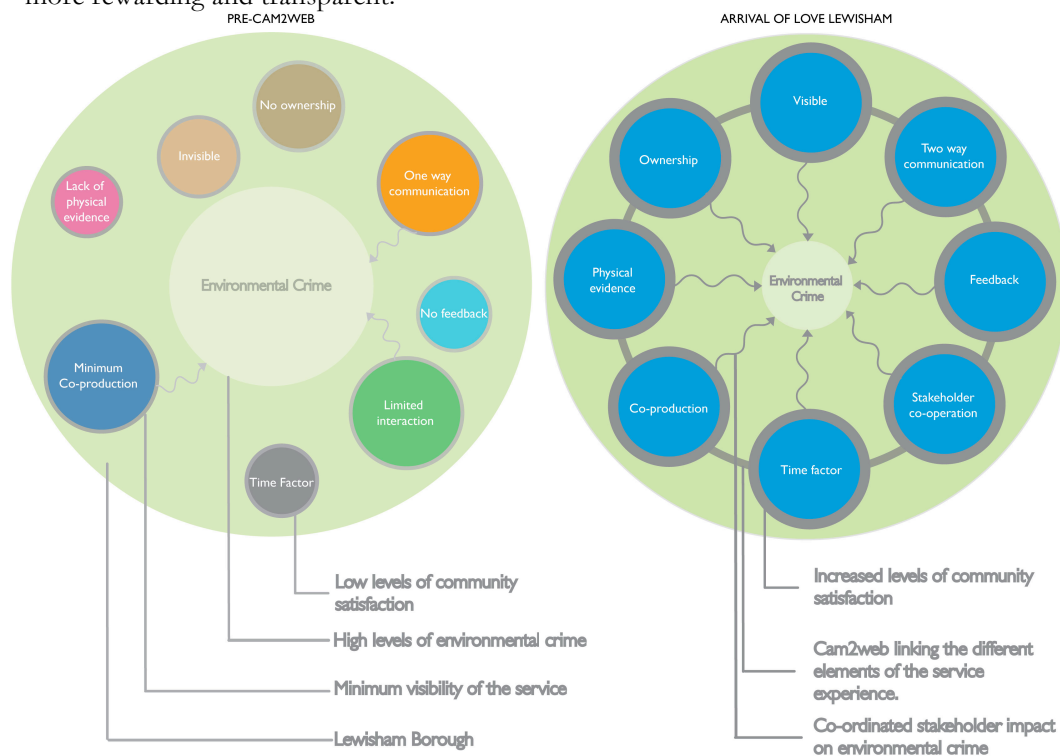 more rewarding and transparent.
PRE-CAM2WEB
No ownership
Invisible
One way
communication
Lack of
physical
evidence
Environmental Crime
No feedback
Minimum
Co-production
Limited
interaction
Time Factor
Low levels of community
satisfaction
High levels of environmental crime
Minimum visibility of the service
Lewisham Borough
ARRIVAL OF LOVE LEWISHAM
Visible
Ownership
Two way
communication
Physical
evidence
Environmental
Crime
Feedback
Co-production
Stakeholder
co-operation
Time factor
Increased levels of community
satisfaction
Cam2web linking the different
elements of the service
experience.
Co-ordinated stakeholder impact
on environmental crime